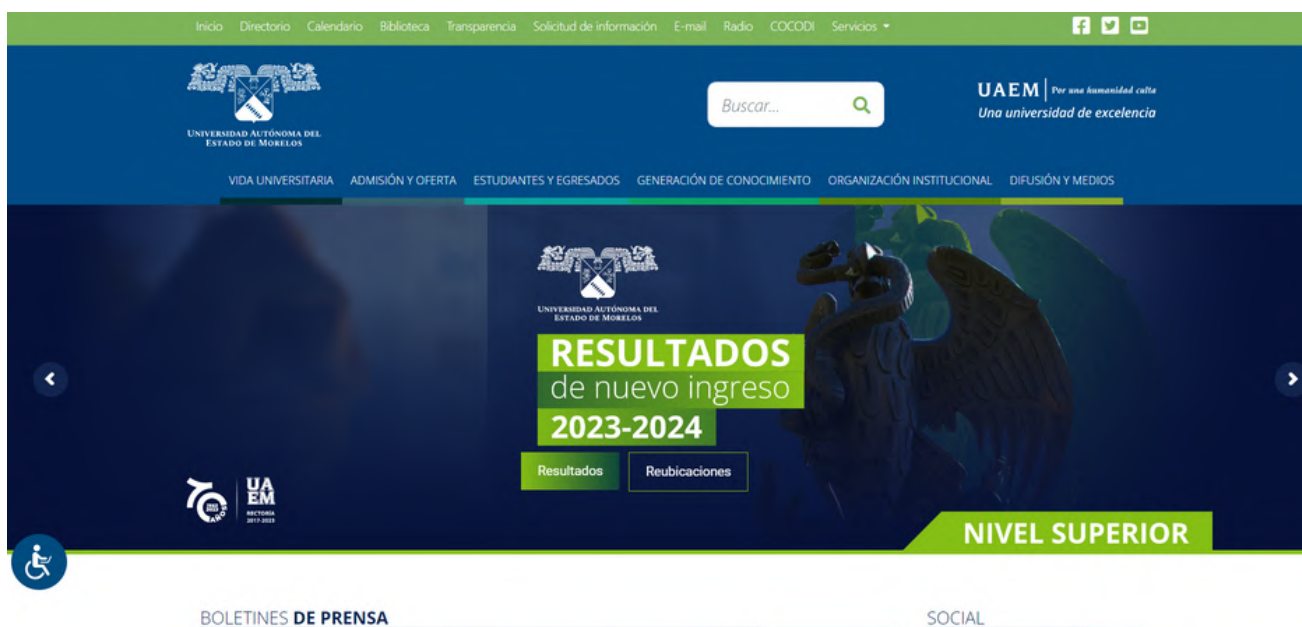 Inicio Directorio Calendario Biblioteca Transparencia Solicitud de información E-mail Radio COCODI Servicios
UNIVERSIDAD AUTÓNOMA DEL
ESTADO DE MORELOS
Buscar...
UAEM Por una humanidad culta
Una universidad de excelencia
VIDA UNIVERSITARIA ADMISIÓN Y OFERTA ESTUDIANTES Y EGRESADOS GENERACIÓN DE CONOCIMIENTO ORGANIZACIÓN INSTITUCIONAL DIFUSIÓN Y MEDIOS
UNIVERSIDAD AUTÓNOMA DEL
ESTADO DE MORELOS
RESULTADOS
de nuevo ingreso
2023-2024
Resultados Reubicaciones
70 AÑOS
UA
EM
RECTORÍA
2017-2023
NIVEL SUPERIOR
BOLETINES DE PRENSA SOCIAL